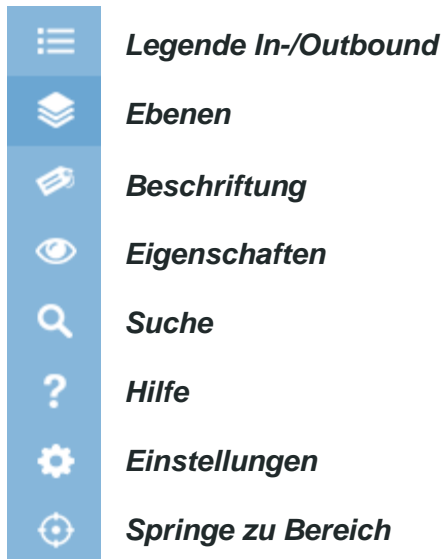 Legende In-/Outbound
Ebenen
Beschriftung
Eigenschaften
Suche
? Hilfe
Einstellungen
Springe zu Bereich